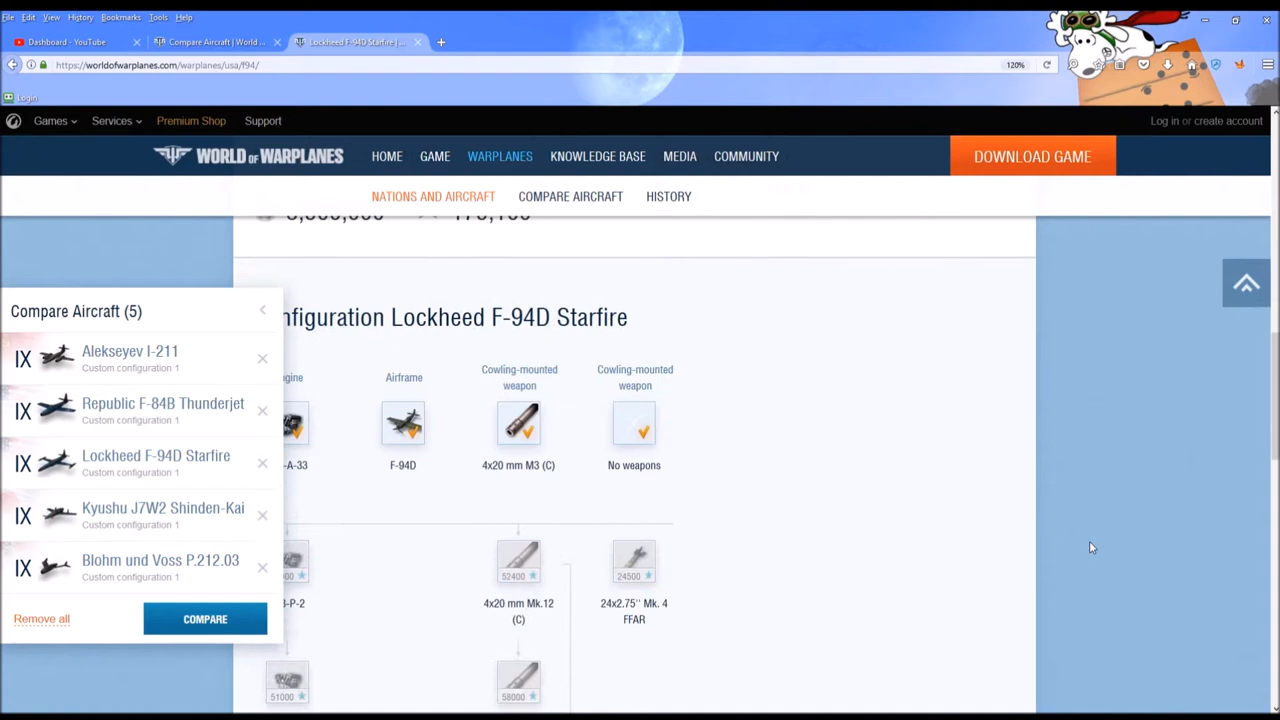 File Edit View History Bookmarks Tools Help
Dashboard - YouTube
Compare Aircraft | World ...
Lockheed F-94D Starfire | ...
https://worldofwarplanes.com/warplanes/usa/f94/
120%
Login
Games Services Premium Shop Support
Log in or create account
WORLD OF WARPLANES
HOME GAME WARPLANES KNOWLEDGE BASE MEDIA COMMUNITY
DOWNLOAD GAME
NATIONS AND AIRCRAFT COMPARE AIRCRAFT HISTORY
Compare Aircraft (5)
IX Alekseyev I-211
Custom configuration 1
IX Republic F-84B Thunderjet
Custom configuration 1
IX Lockheed F-94D Starfire
Custom configuration 1
IX Kyushu J7W2 Shinden-Kai
Custom configuration 1
IX Blohm und Voss P.212.03
Custom configuration 1
Remove all
COMPARE
nfiguration Lockheed F-94D Starfire
gine
Airframe
Cowling-mounted
weapon
Cowling-mounted
weapon
-A-33
F-94D
4x20 mm M3 (C)
No weapons
52400
24500
4x20 mm Mk.12
(C)
24x2.75'' Mk. 4
FFAR
51000
58000